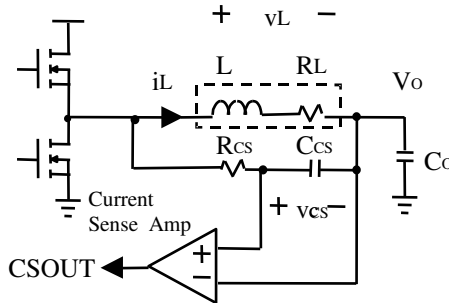 + vL −
iL L RL VO
RCS CCS CO
+ vcs −
Current
Sense Amp
+
CSOUT
−